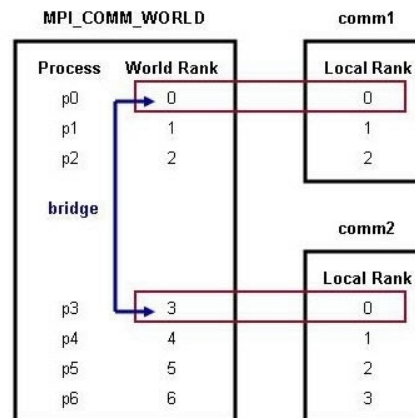 MPI_COMM_WORLD
Process World Rank
p0 0
p1 1
p2 2
bridge
p3 3
p4 4
p5 5
p6 6
comm1
Local Rank
0
1
2
comm2
Local Rank
0
1
2
3